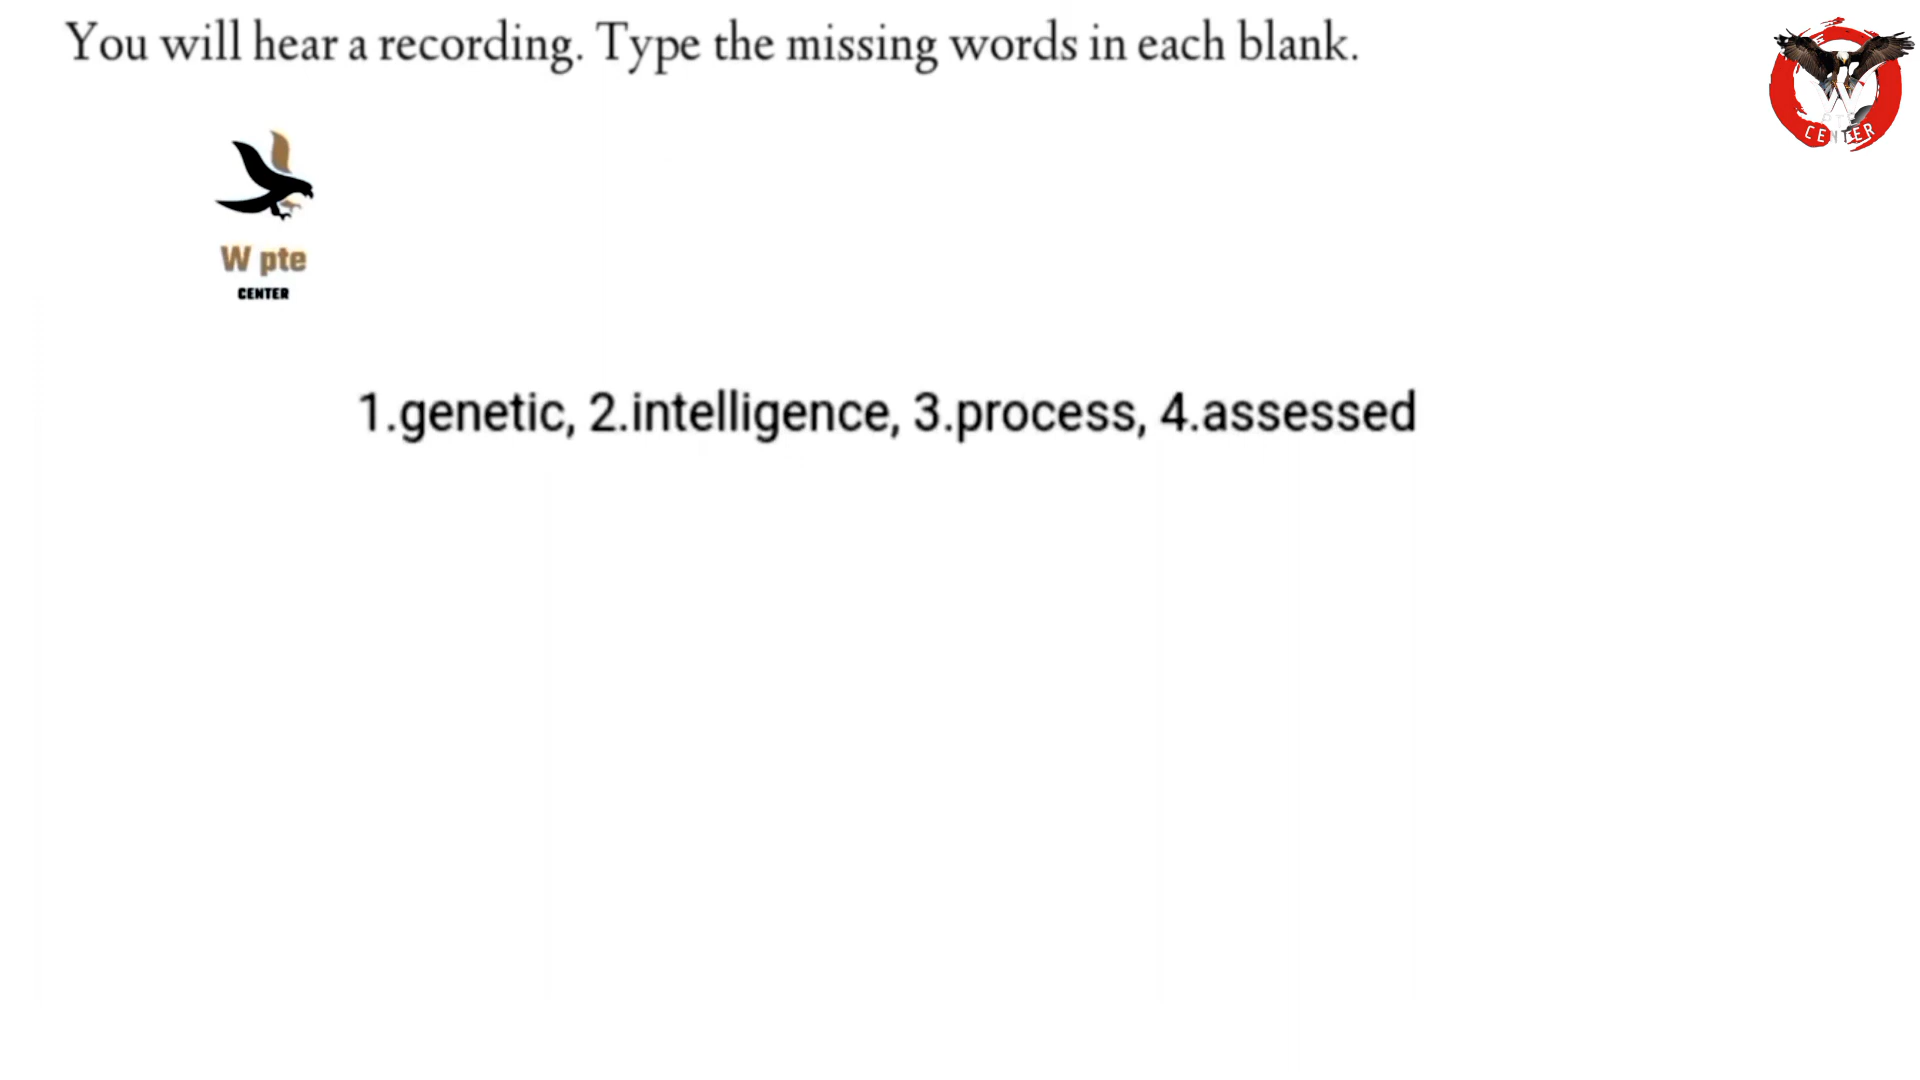 You will hear a recording. Type the missing words in each blank.
CENTER
W pte
CENTER
1.genetic, 2.intelligence, 3.process, 4.assessed